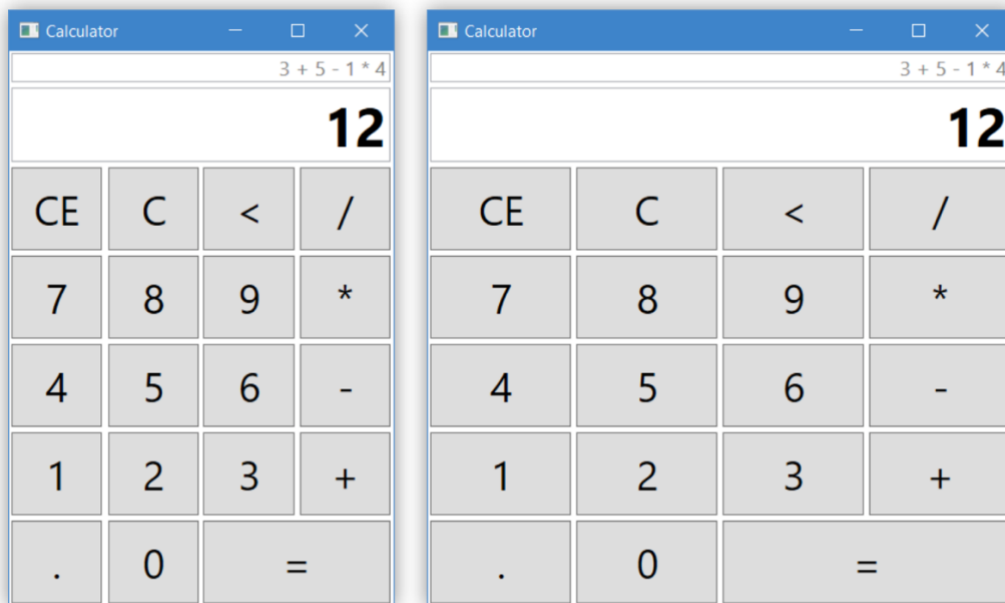 Calculator
3 + 5 - 1 * 4
12
CE C < /
7 8 9 *
4 5 6 -
1 2 3 +
. 0 =
Calculator
3 + 5 - 1 * 4
12
CE C < /
7 8 9 *
4 5 6 -
1 2 3 +
. 0 =